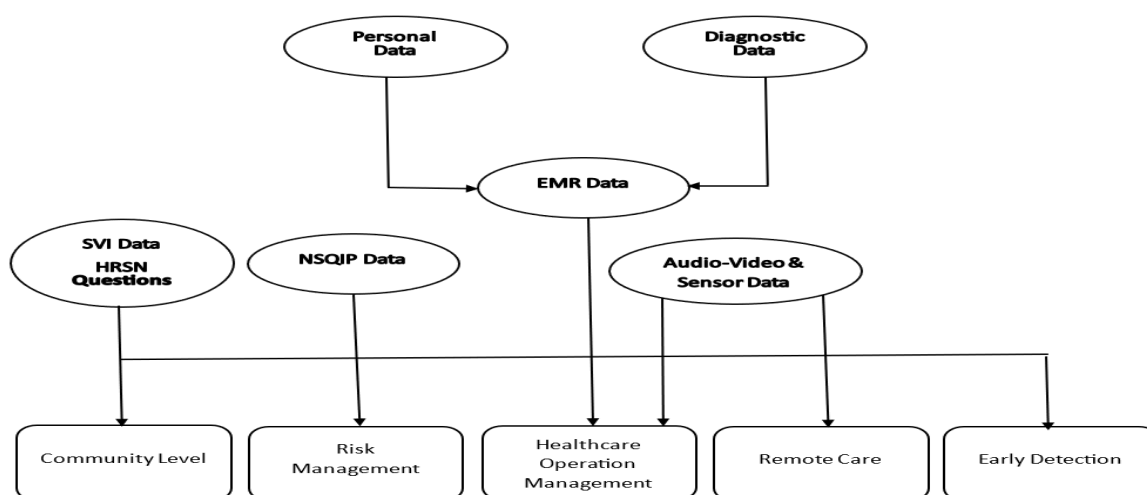 Personal
Data
Diagnostic
Data
EMR Data
SVI Data
HRSN
Questions
NSQIP Data
Audio-Video &
Sensor Data
Community Level
Risk
Management
Healthcare
Operation
Management
Remote Care
Early Detection